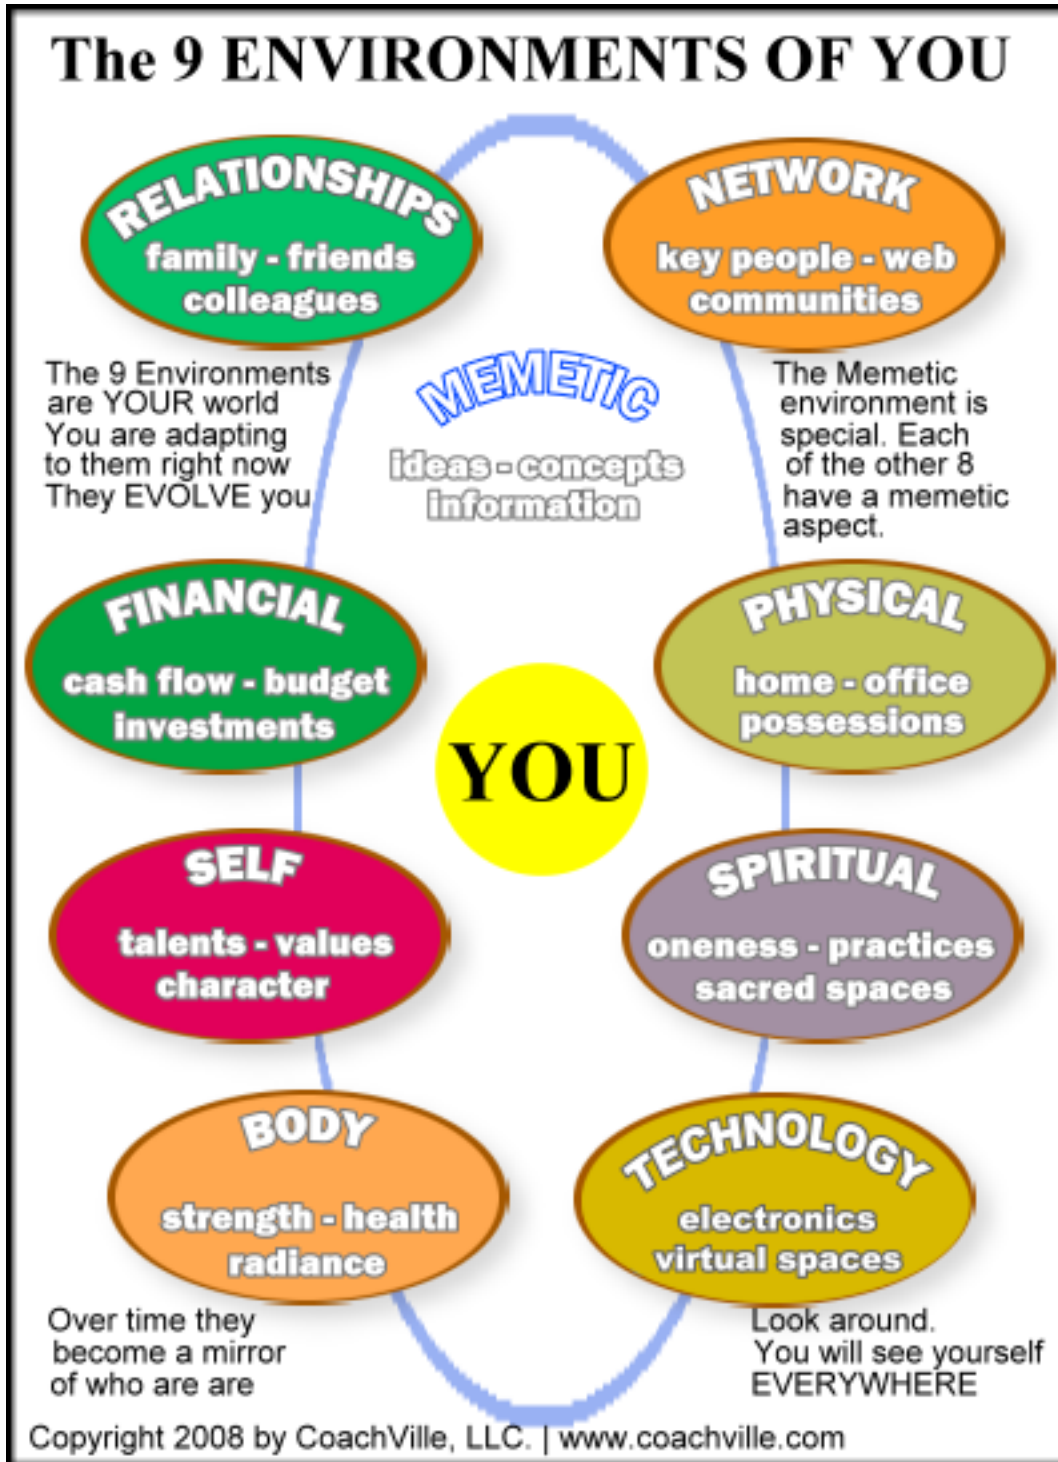 The 9 ENVIRONMENTS OF YOU
RELATIONSHIPS
family - friends
colleagues
NETWORK
key people - web
communities
The 9 Environments
are YOUR world
You are adapting
to them right now
They EVOLVE you
MEMETIC
ideas - concepts
information
The Memetic
environment is
special. Each
of the other 8
have a memetic
aspect.
FINANCIAL
cash flow - budget
investments
PHYSICAL
home - office
possessions
YOU
SELF
talents - values
character
SPIRITUAL
oneness - practices
sacred spaces
BODY
strength - health
radiance
TECHNOLOGY
electronics
virtual spaces
Over time they
become a mirror
of who are are
Look around.
You will see yourself
EVERYWHERE
Copyright 2008 by CoachVille, LLC. | www.coachville.com